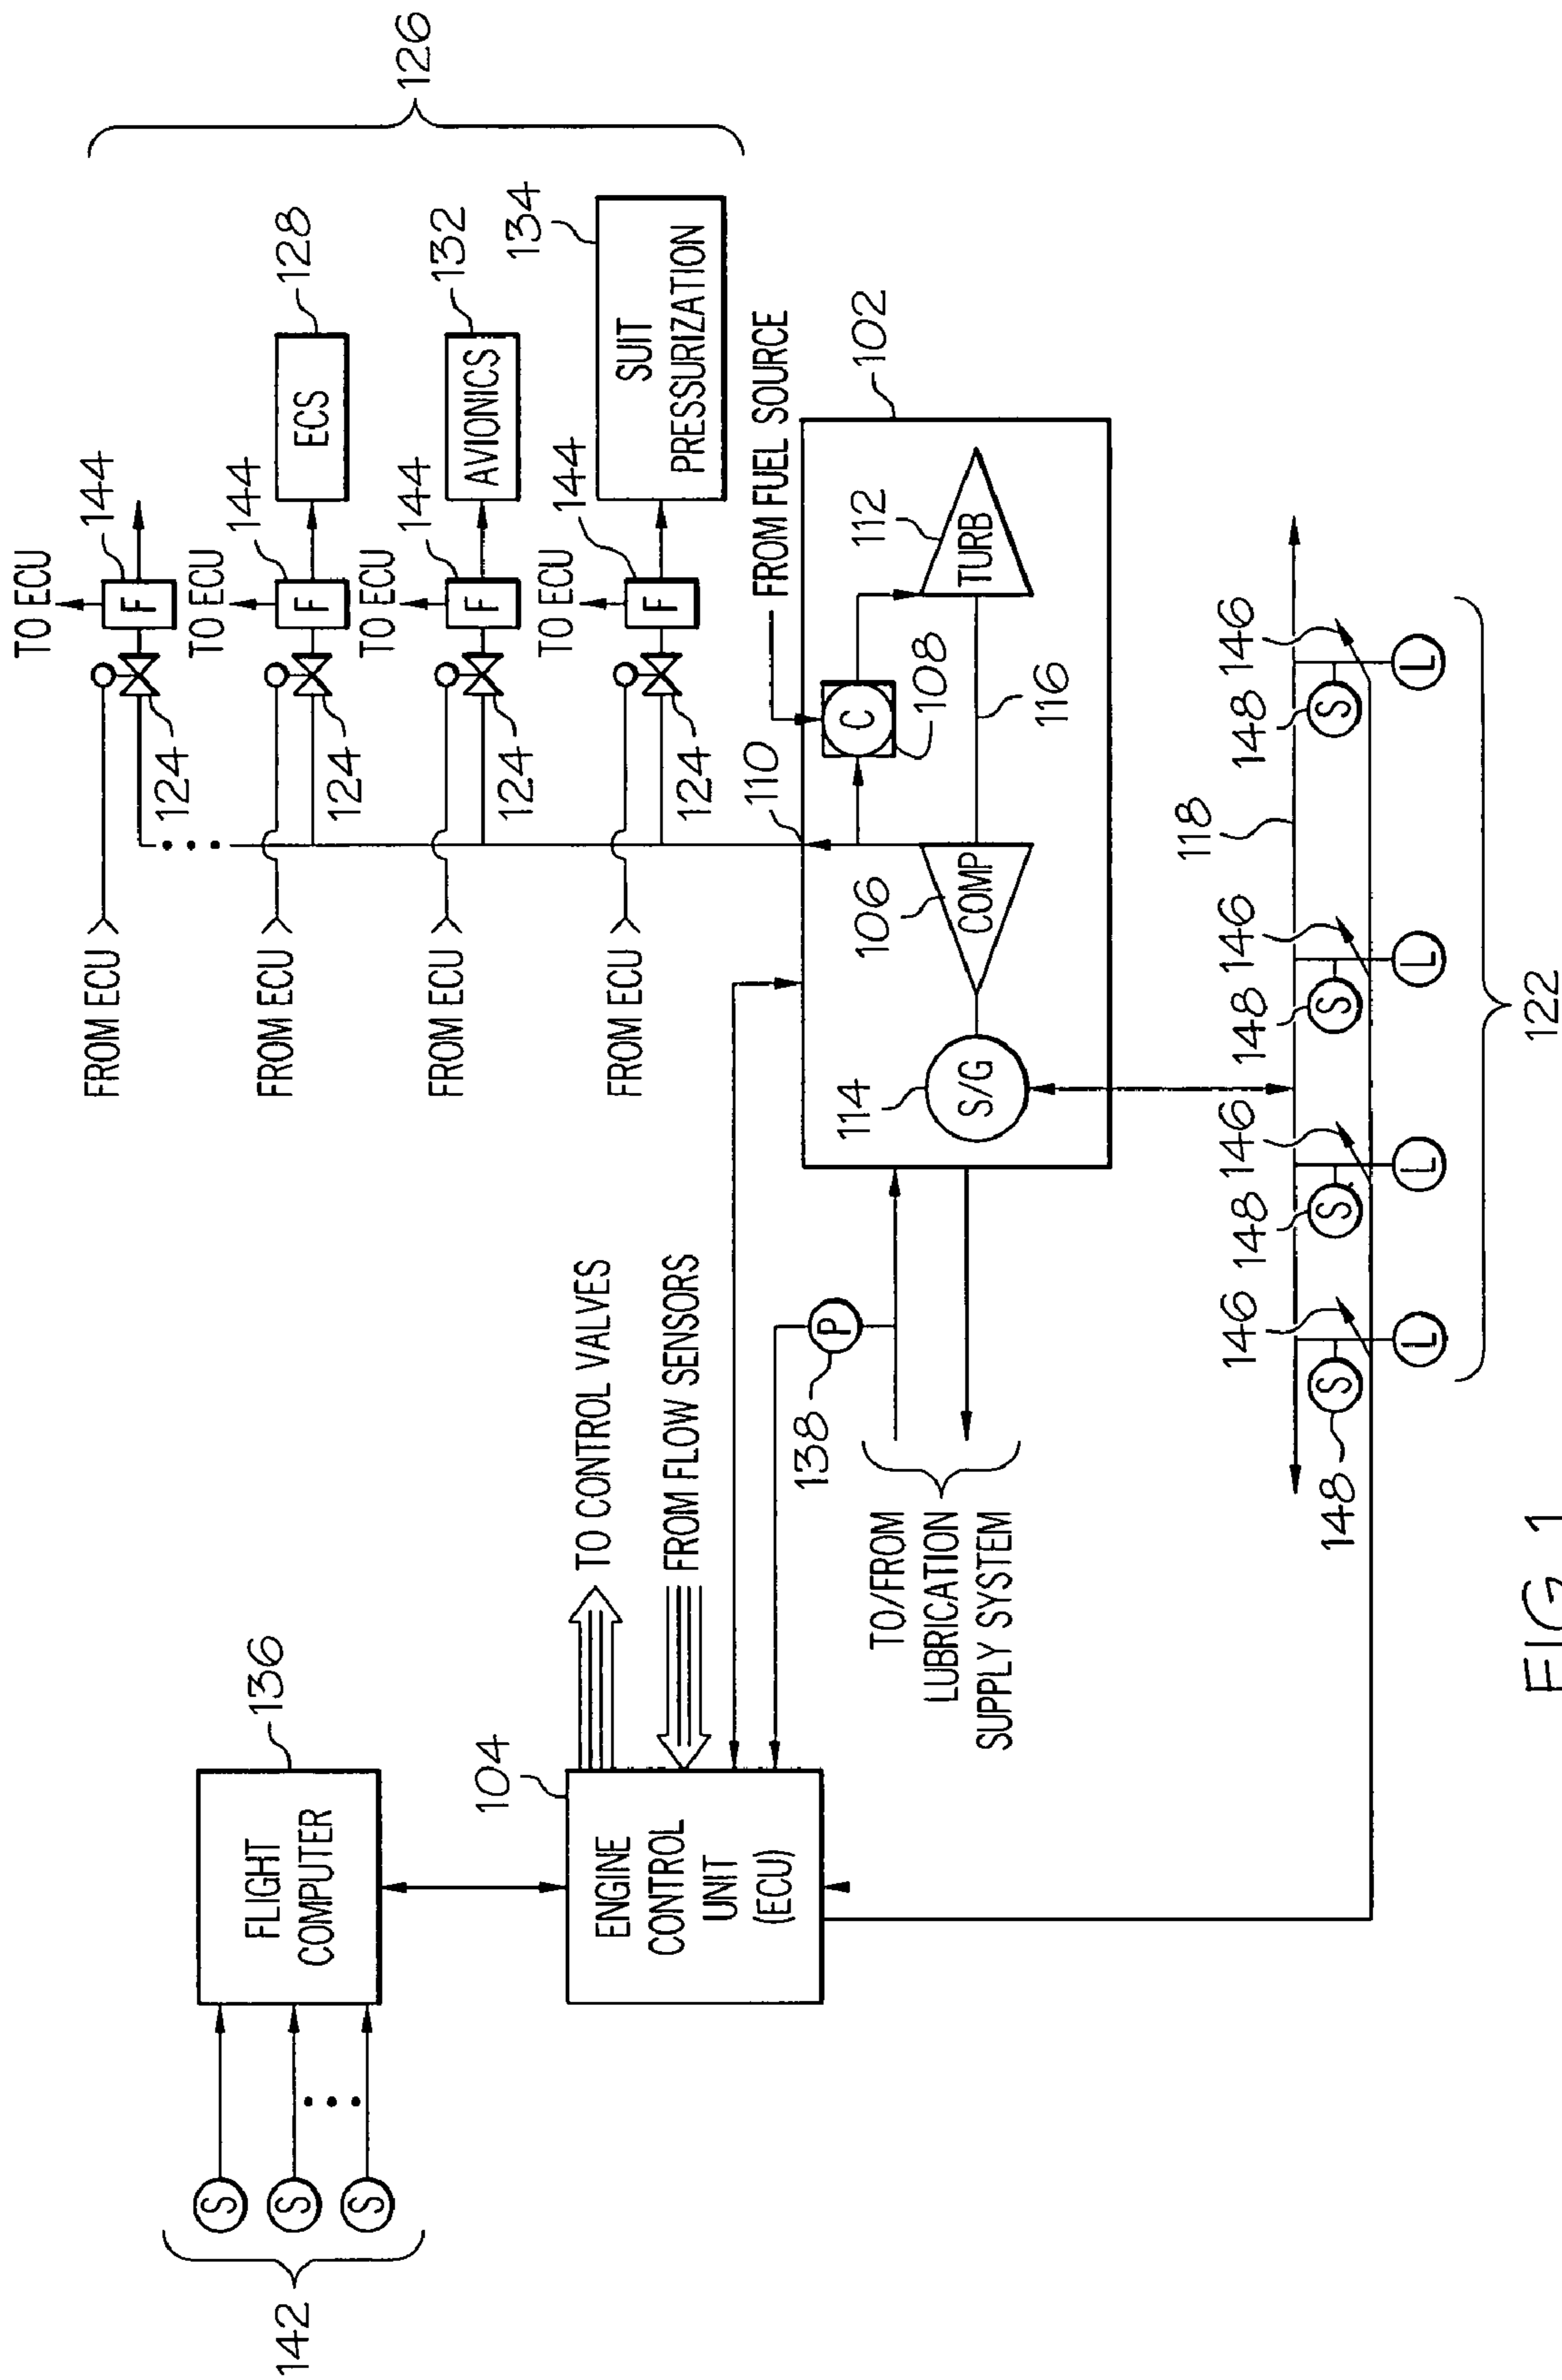 TO ECU
144
F
FROM ECU
124
TO ECU
144
F
128
ECS
FROM ECU
124
126
TO ECU
144
F
132
AVIONICS
FROM ECU
124
TO ECU
144
F
134
SUIT
PRESSURIZATION
FROM ECU
124
142
S
S
S
136
FLIGHT
COMPUTER
104
ENGINE
CONTROL
UNIT
(ECU)
TO CONTROL VALVES
FROM FLOW SENSORS
138
P
TO/FROM
LUBRICATION
SUPPLY SYSTEM
110
FROM FUEL SOURCE
102
C
108
112
TURB
106
COMP
114
S/G
116
118
146
146
146
146
148
148
148
148
S
S
S
S
L
L
L
L
122
FIG. 1